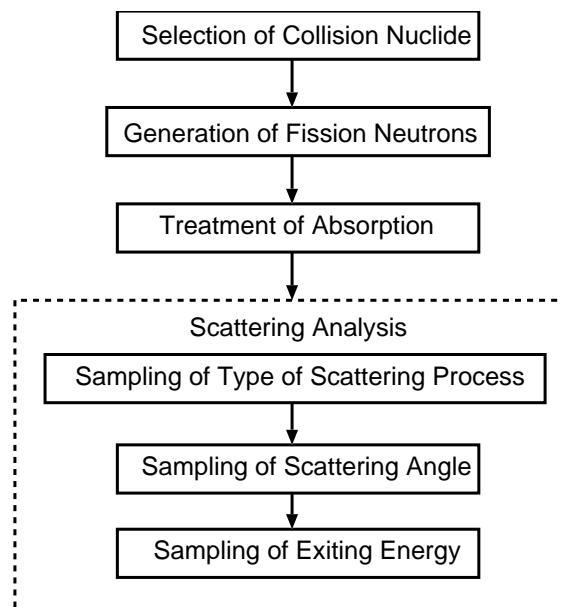 Selection of Collision Nuclide
Generation of Fission Neutrons
Treatment of Absorption
Scattering Analysis
Sampling of Type of Scattering Process
Sampling of Scattering Angle
Sampling of Exiting Energy